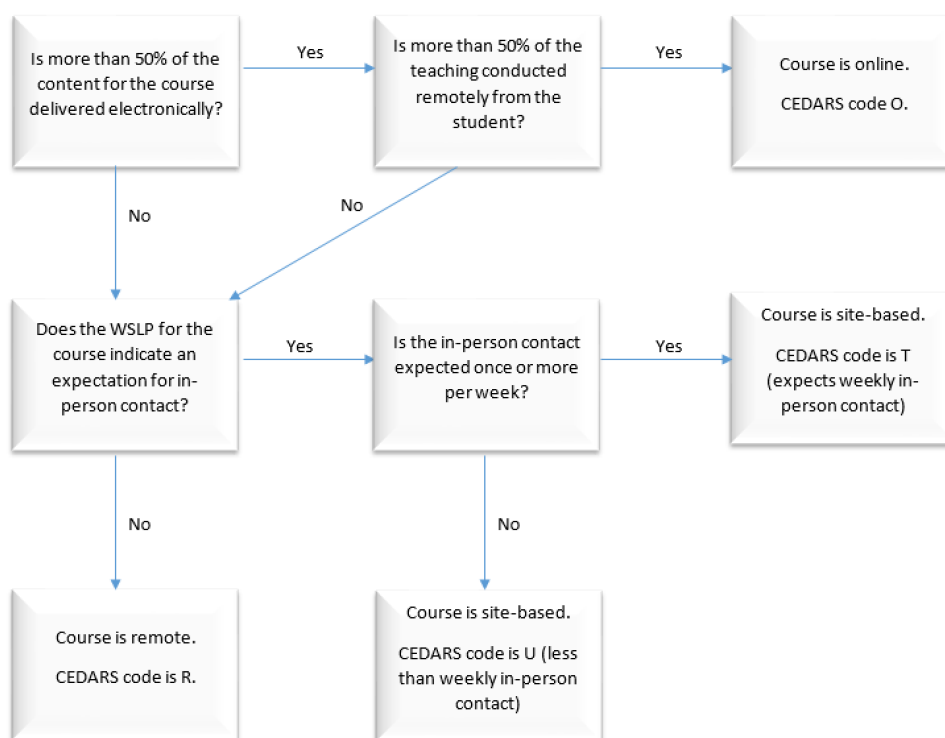 Is more than 50% of the
content for the course
delivered electronically?
Yes
Is more than 50% of the
teaching conducted
remotely from the
student?
Yes
Course is online.
CEDARS code O.
No
No
Does the WSLP for the
course indicate an
expectation for in-
person contact?
Yes
Is the in-person contact
expected once or more
per week?
Yes
Course is site-based.
CEDARS code is T
(expects weekly in-
person contact)
No
No
Course is remote.
CEDARS code is R.
Course is site-based.
CEDARS code is U (less
than weekly in-person
contact)